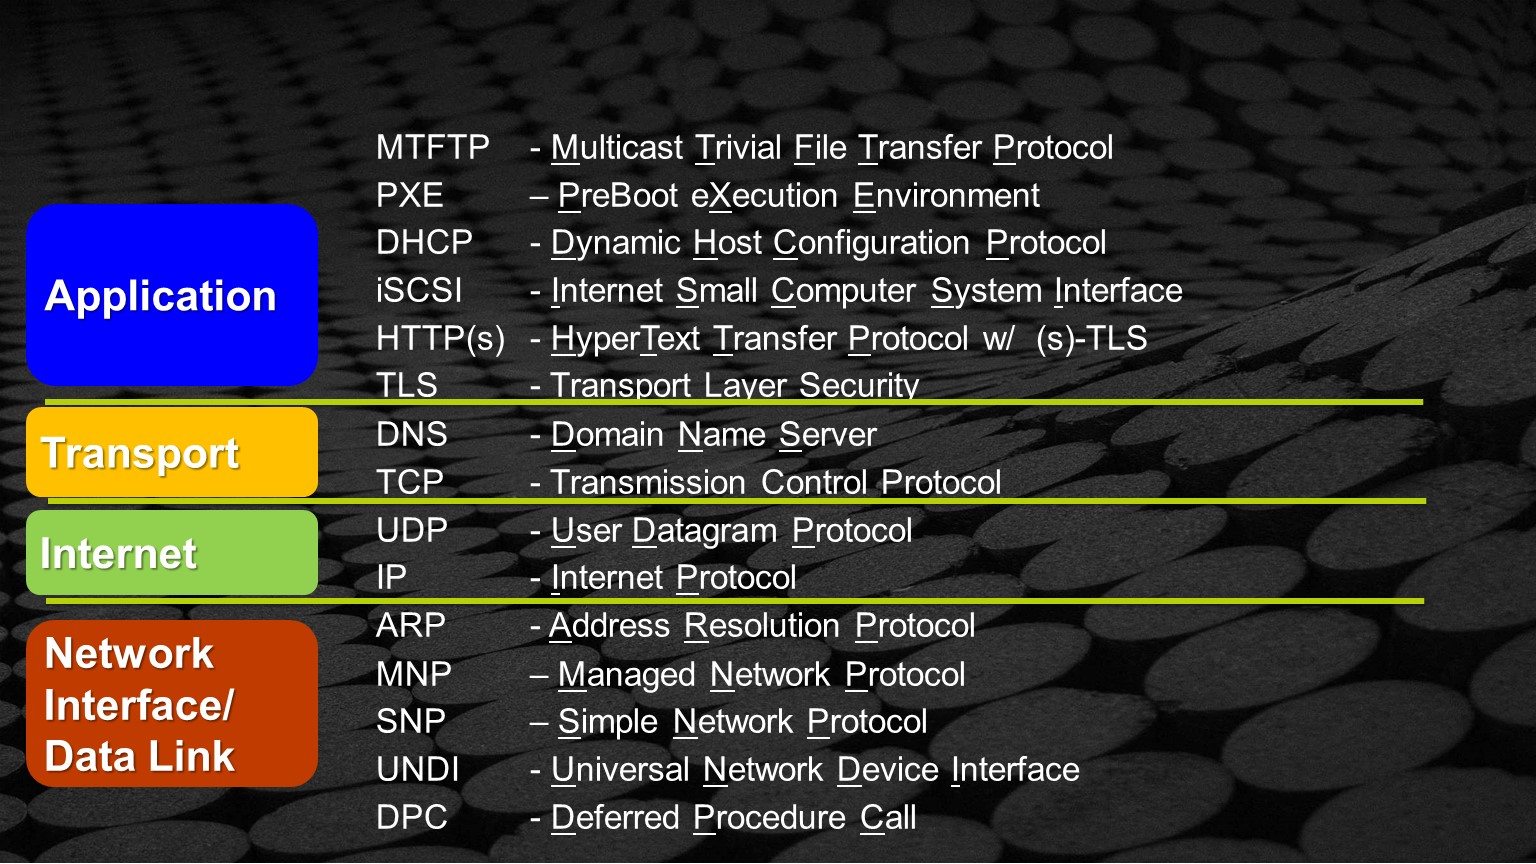 MTFTP - Multicast Trivial File Transfer Protocol
PXE – PreBoot eXecution Environment
DHCP - Dynamic Host Configuration Protocol
iSCSI - Internet Small Computer System Interface
HTTP(s) - HyperText Transfer Protocol w/ (s)-TLS
TLS - Transport Layer Security
DNS - Domain Name Server
TCP - Transmission Control Protocol
UDP - User Datagram Protocol
IP - Internet Protocol
ARP - Address Resolution Protocol
MNP – Managed Network Protocol
SNP – Simple Network Protocol
UNDI - Universal Network Device Interface
DPC - Deferred Procedure Call
Application
Transport
Internet
Network
Interface/
Data Link